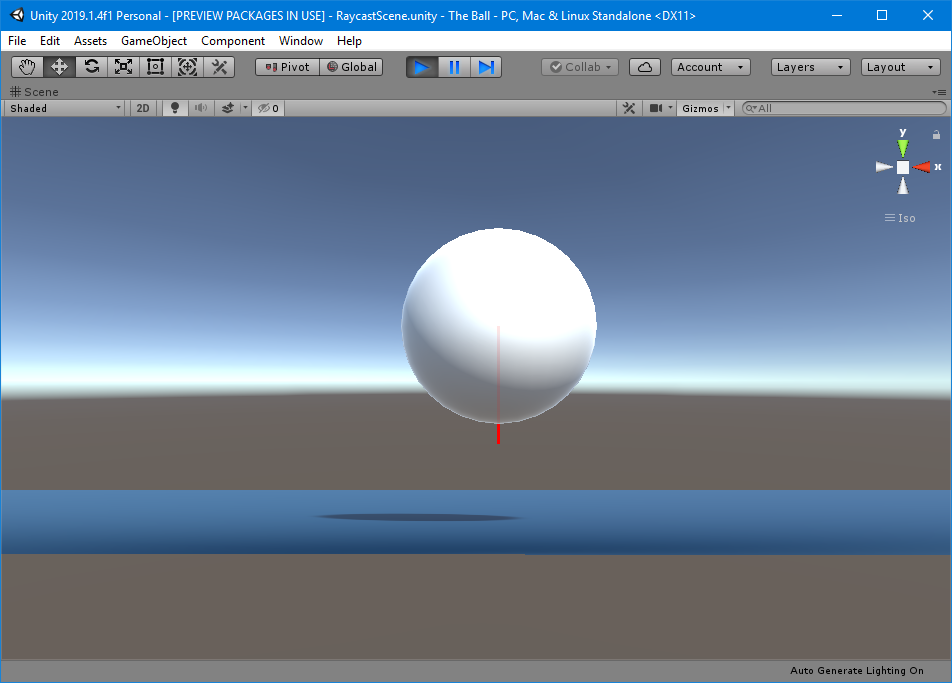 Unity 2019.1.4f1 Personal - [PREVIEW PACKAGES IN USE] - RaycastScene.unity - The Ball - PC, Mac & Linux Standalone <DX11>
File Edit Assets GameObject Component Window Help
Pivot Global Collab Account Layers Layout
Scene
Shaded 2D 0 Gizmos All
y
x
Iso
Auto Generate Lighting On